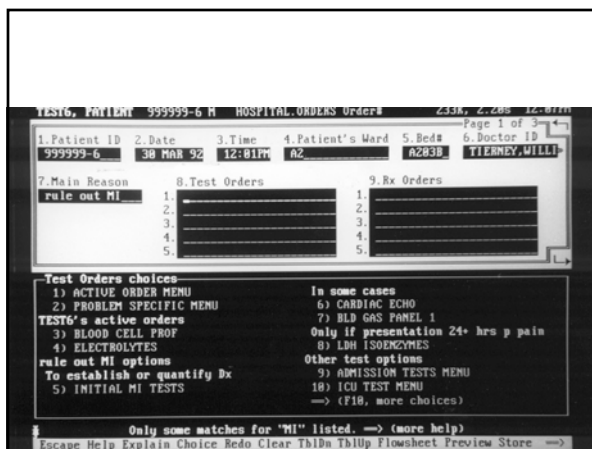 TEST6, PATIENT 999999-6 M HOSPITAL.ORDERS Order# 233K, 2.20s 12:07PM
Page 1 of 3
1.Patient ID 2.Date 3.Time 4.Patient's Ward 5.Bed# 6.Doctor ID
999999-6 30 MAR 92 12:01PM A2 A203B TIERNEY,WILLI
7.Main Reason 8.Test Orders 9.Rx Orders
rule out MI 1. 1.
2. 2.
3. 3.
4. 4.
5. 5.
Test Orders choices
1) ACTIVE ORDER MENU
2) PROBLEM SPECIFIC MENU
TEST6's active orders
3) BLOOD CELL PROF
4) ELECTROLYTES
rule out MI options
To establish or quantify Dx
5) INITIAL MI TESTS
In some cases
6) CARDIAC ECHO
7) BLD GAS PANEL 1
Only if presentation 24+ hrs p pain
8) LDH ISOENZYMES
Other test options
9) ADMISSION TESTS MENU
10) ICU TEST MENU
—> (F10, more choices)
Only some matches for "MI" listed. —> (more help)
Escape Help Explain Choice Redo Clear TblDn TblUp Flowsheet Preview Store —>